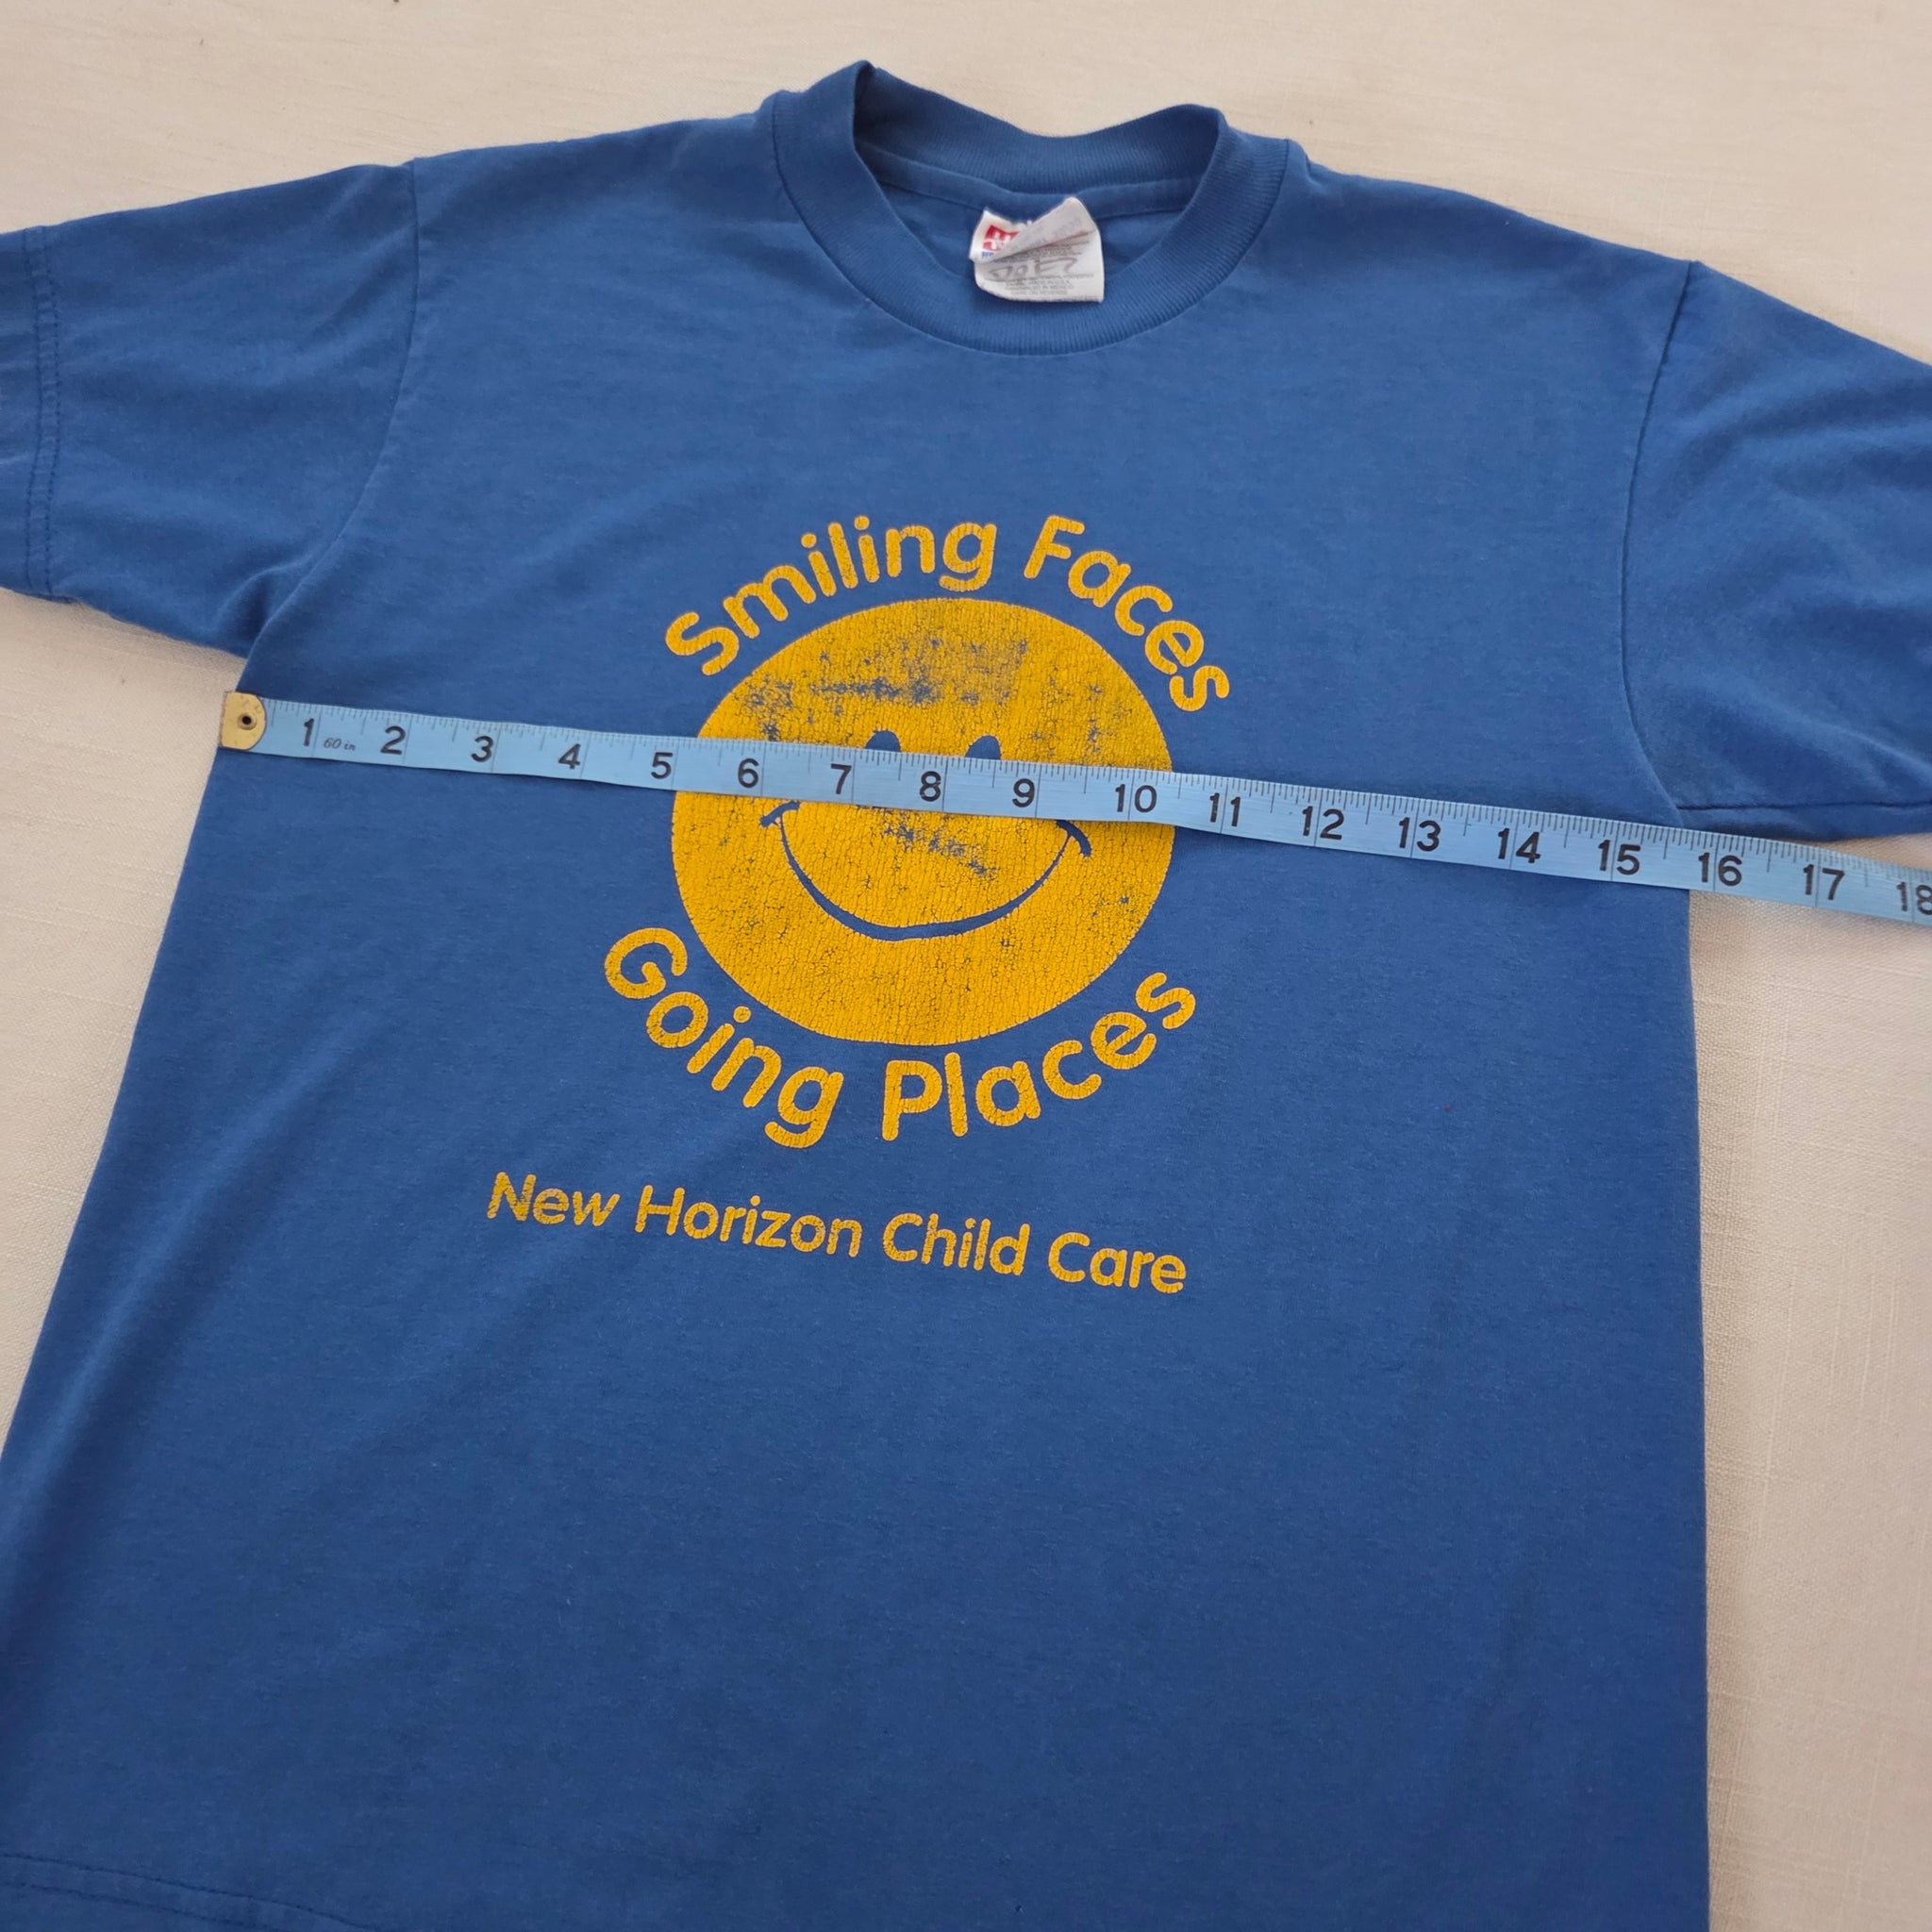 Smiling Faces
1 60 in 2 3 4 5 6 7 8 9 10 11 12 13 14 15 16 17 18
Going Places
New Horizon Child Care